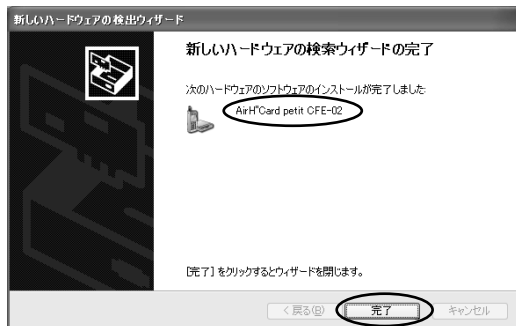 新しいハードウェアの検出ウィザード
新しいハードウェアの検索ウィザードの完了
次のハードウェアのソフトウェアのインストールが完了しました:
AirH"Card petit CFE-02
[完了] をクリックするとウィザードを閉じます。
< 戻る(B) 完了 キャンセル